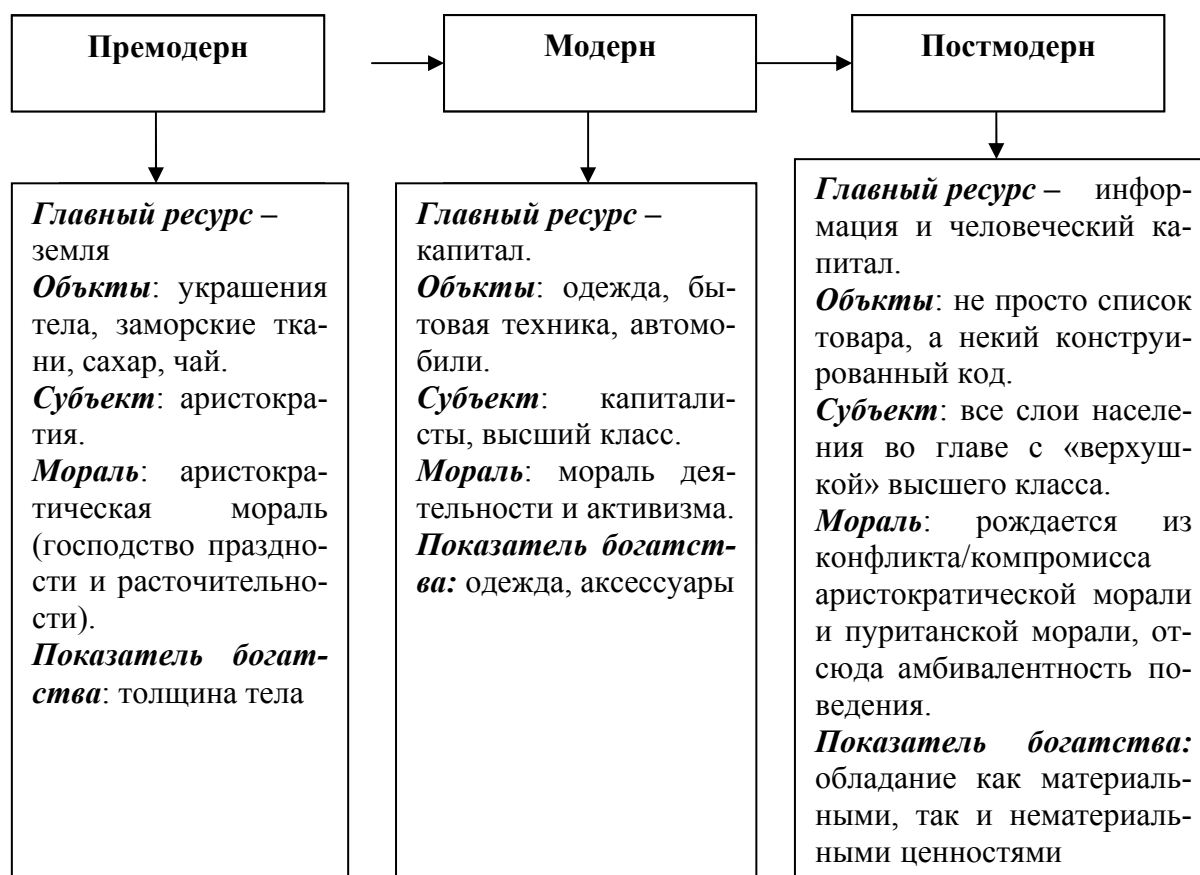 Премодерн
Модерн
Постмодерн
Главный ресурс –
земля
Объкты: украшения
тела, заморские тка-
ни, сахар, чай.
Субъект: аристокра-
тия.
Мораль: аристокра-
тическая мораль
(господство праздно-
сти и расточительно-
сти).
Показатель богат-
ства: толщина тела
Главный ресурс –
капитал.
Объкты: одежда, бы-
товая техника, автомо-
били.
Субъект: капитали-
сты, высший класс.
Мораль: мораль дея-
тельности и активизма.
Показатель богатст-
ва: одежда, аксессуары
Главный ресурс – инфор-
мация и человеческий ка-
питал.
Объкты: не просто список
товара, а некий конструи-
рованный код.
Субъект: все слои населе-
ния во главе с «верхуш-
кой» высшего класса.
Мораль: рождается из
конфликта/компромисса
аристократической морали
и пуританской морали, от-
сюда амбивалентность по-
ведения.
Показатель богатства:
обладание как материаль-
ными, так и нематериаль-
ными ценностями